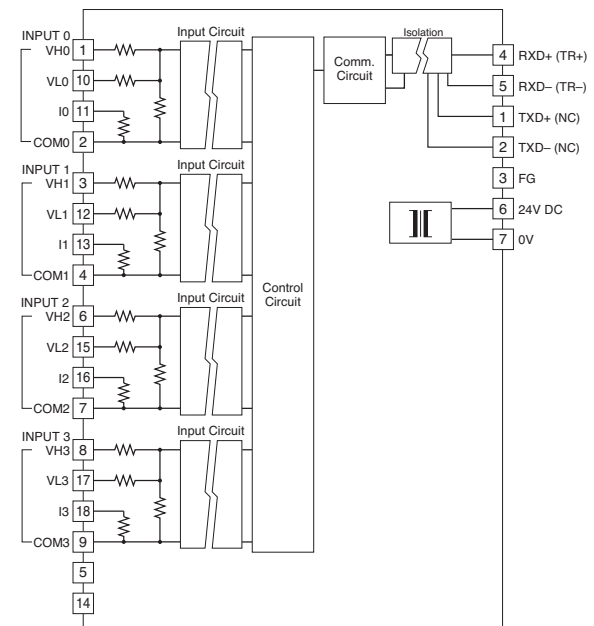 INPUT 0
VH0 1
VL0 10
I0 11
COM0 2
Input Circuit
INPUT 1
VH1 3
VL1 12
I1 13
COM1 4
Input Circuit
INPUT 2
VH2 6
VL2 15
I2 16
COM2 7
Input Circuit
INPUT 3
VH3 8
VL3 17
I3 18
COM3 9
Input Circuit
5
14
Control
Circuit
Comm.
Circuit
Isolation
4 RXD+ (TR+)
5 RXD– (TR–)
1 TXD+ (NC)
2 TXD– (NC)
3 FG
6 24V DC
7 0V